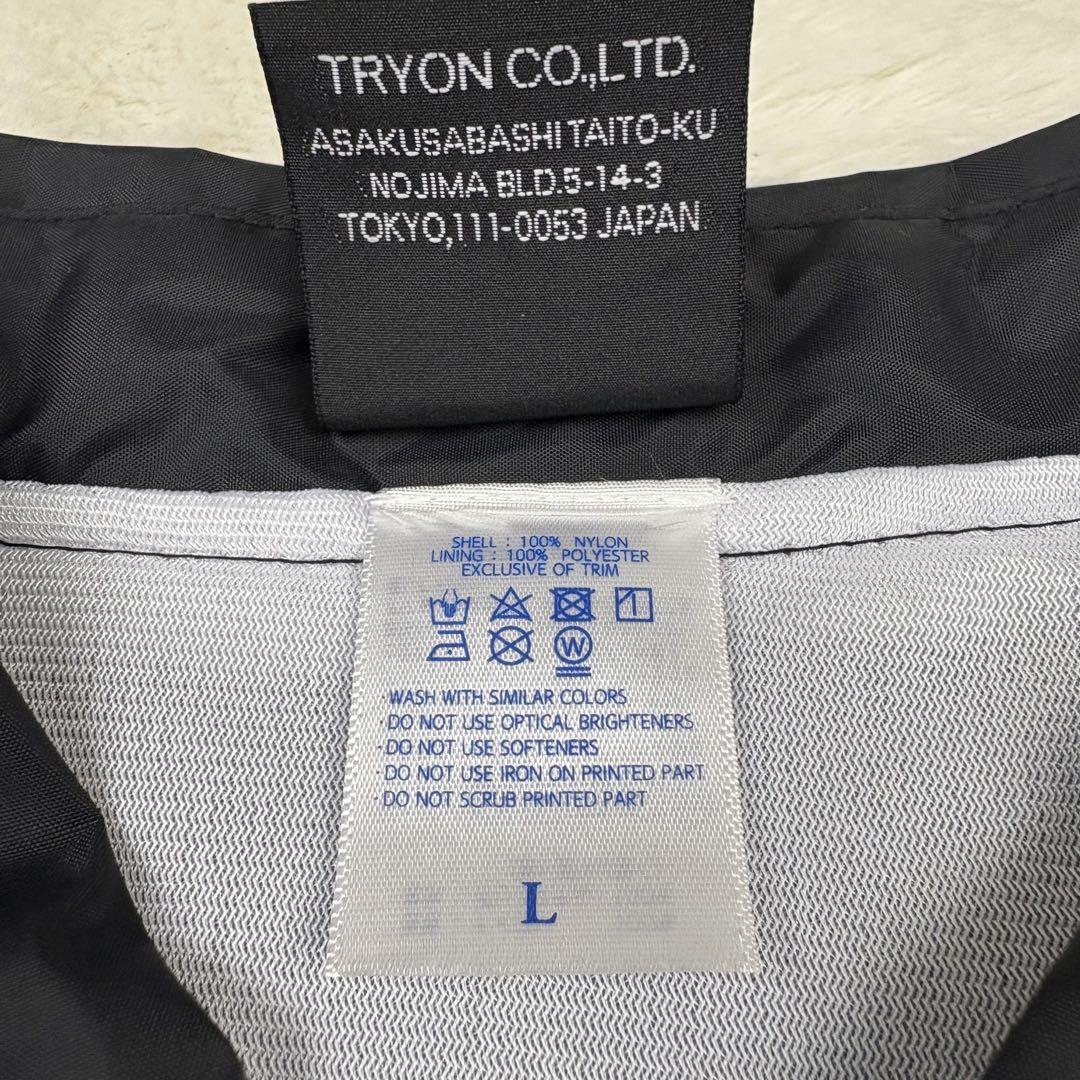 TRYON CO.,LTD.
ASAKUSABASHI TAITO-KU
NOJIMA BLD.5-14-3
TOKYO,111-0053 JAPAN
SHELL : 100% NYLON
LINING : 100% POLYESTER
EXCLUSIVE OF TRIM
W
·WASH WITH SIMILAR COLORS
·DO NOT USE OPTICAL BRIGHTENERS
·DO NOT USE SOFTENERS
·DO NOT USE IRON ON PRINTED PART
·DO NOT SCRUB PRINTED PART
L